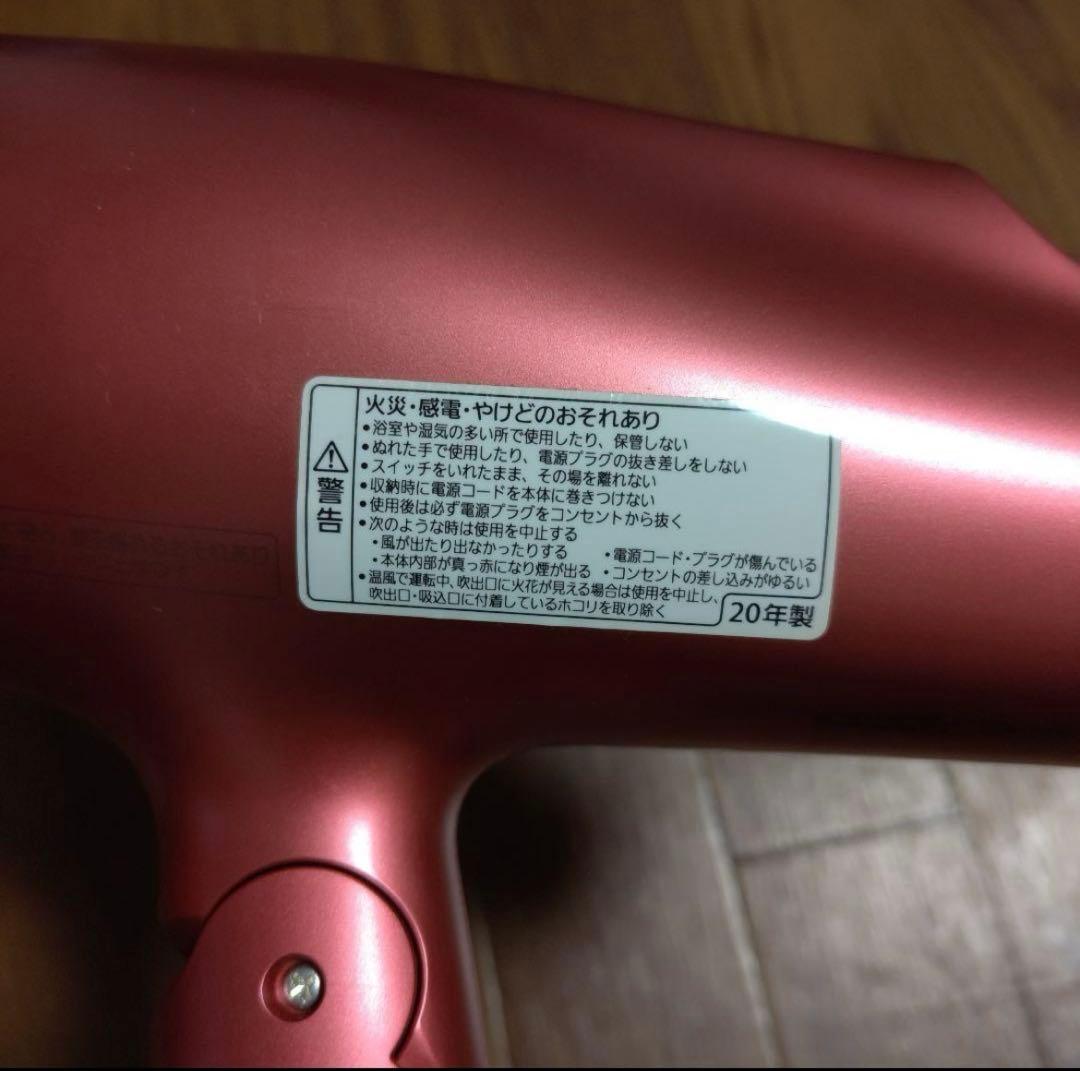 火災・感電・やけどのおそれあり
•浴室や湿気の多い所で使用したり、保管しない
•ぬれた手で使用したり、電源プラグの抜き差しをしない
•スイッチをいれたまま、その場を離れない
•収納時に電源コードを本体に巻きつけない
•使用後は必ず電源プラグをコンセントから抜く
•次のような時は使用を中止する
・風が出たり出なかったりする ・電源コード・プラグが傷んでいる
・本体内部が真っ赤になり煙が出る ・コンセントの差し込みがゆるい
•温風で運転中、吹出口に火花が見える場合は使用を中止し、
吹出口・吸込口に付着しているホコリを取り除く
⚠警告
20年製